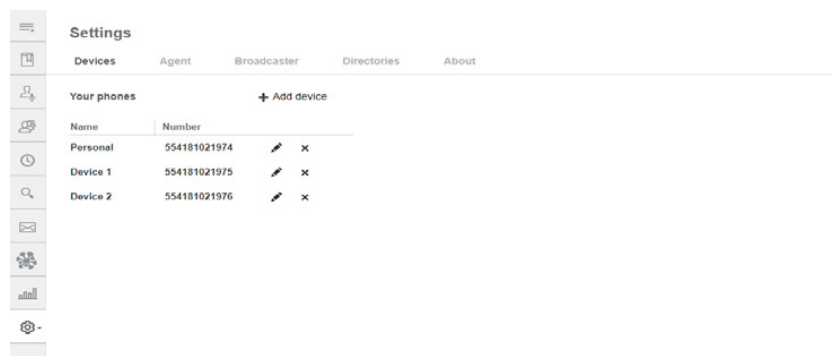 Settings
Devices Agent Broadcaster Directories About
Your phones + Add device
Name Number
Personal 554181021974
Device 1 554181021975
Device 2 554181021976